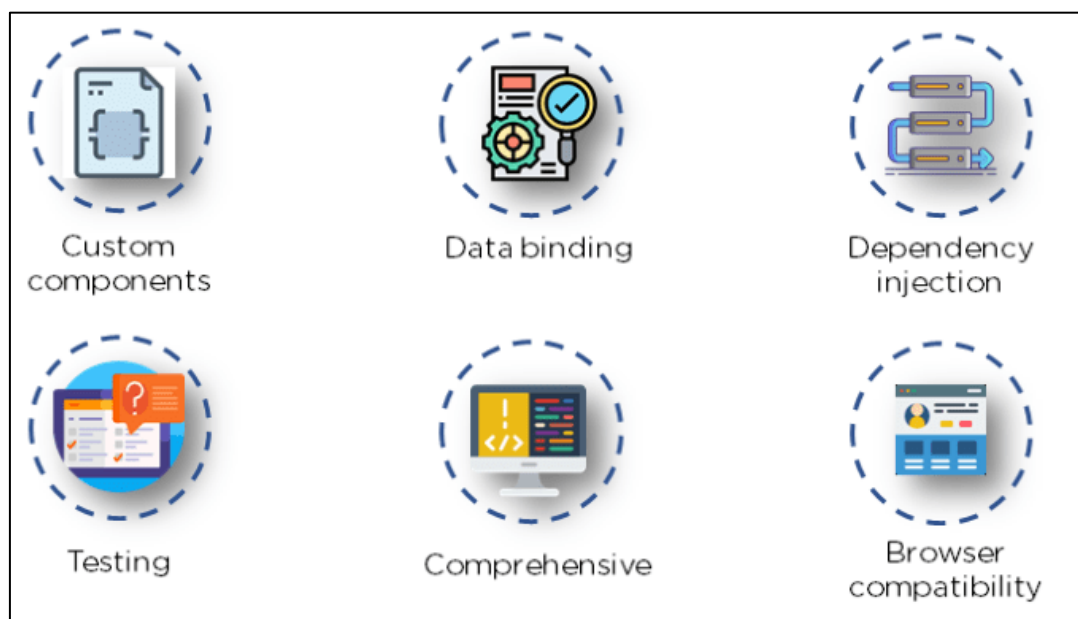 Custom
components
Data binding
Dependency
injection
Testing
Comprehensive
Browser
compatibility